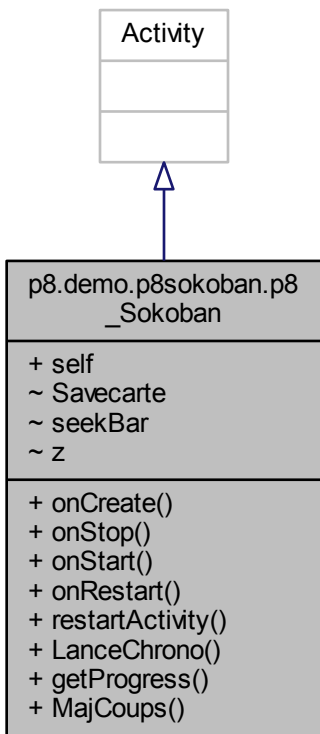 Activity
p8.demo.p8sokoban.p8
_Sokoban
+ self
~ Savecarte
~ seekBar
~ z
+ onCreate()
+ onStop()
+ onStart()
+ onRestart()
+ restartActivity()
+ LanceChrono()
+ getProgress()
+ MajCoups()